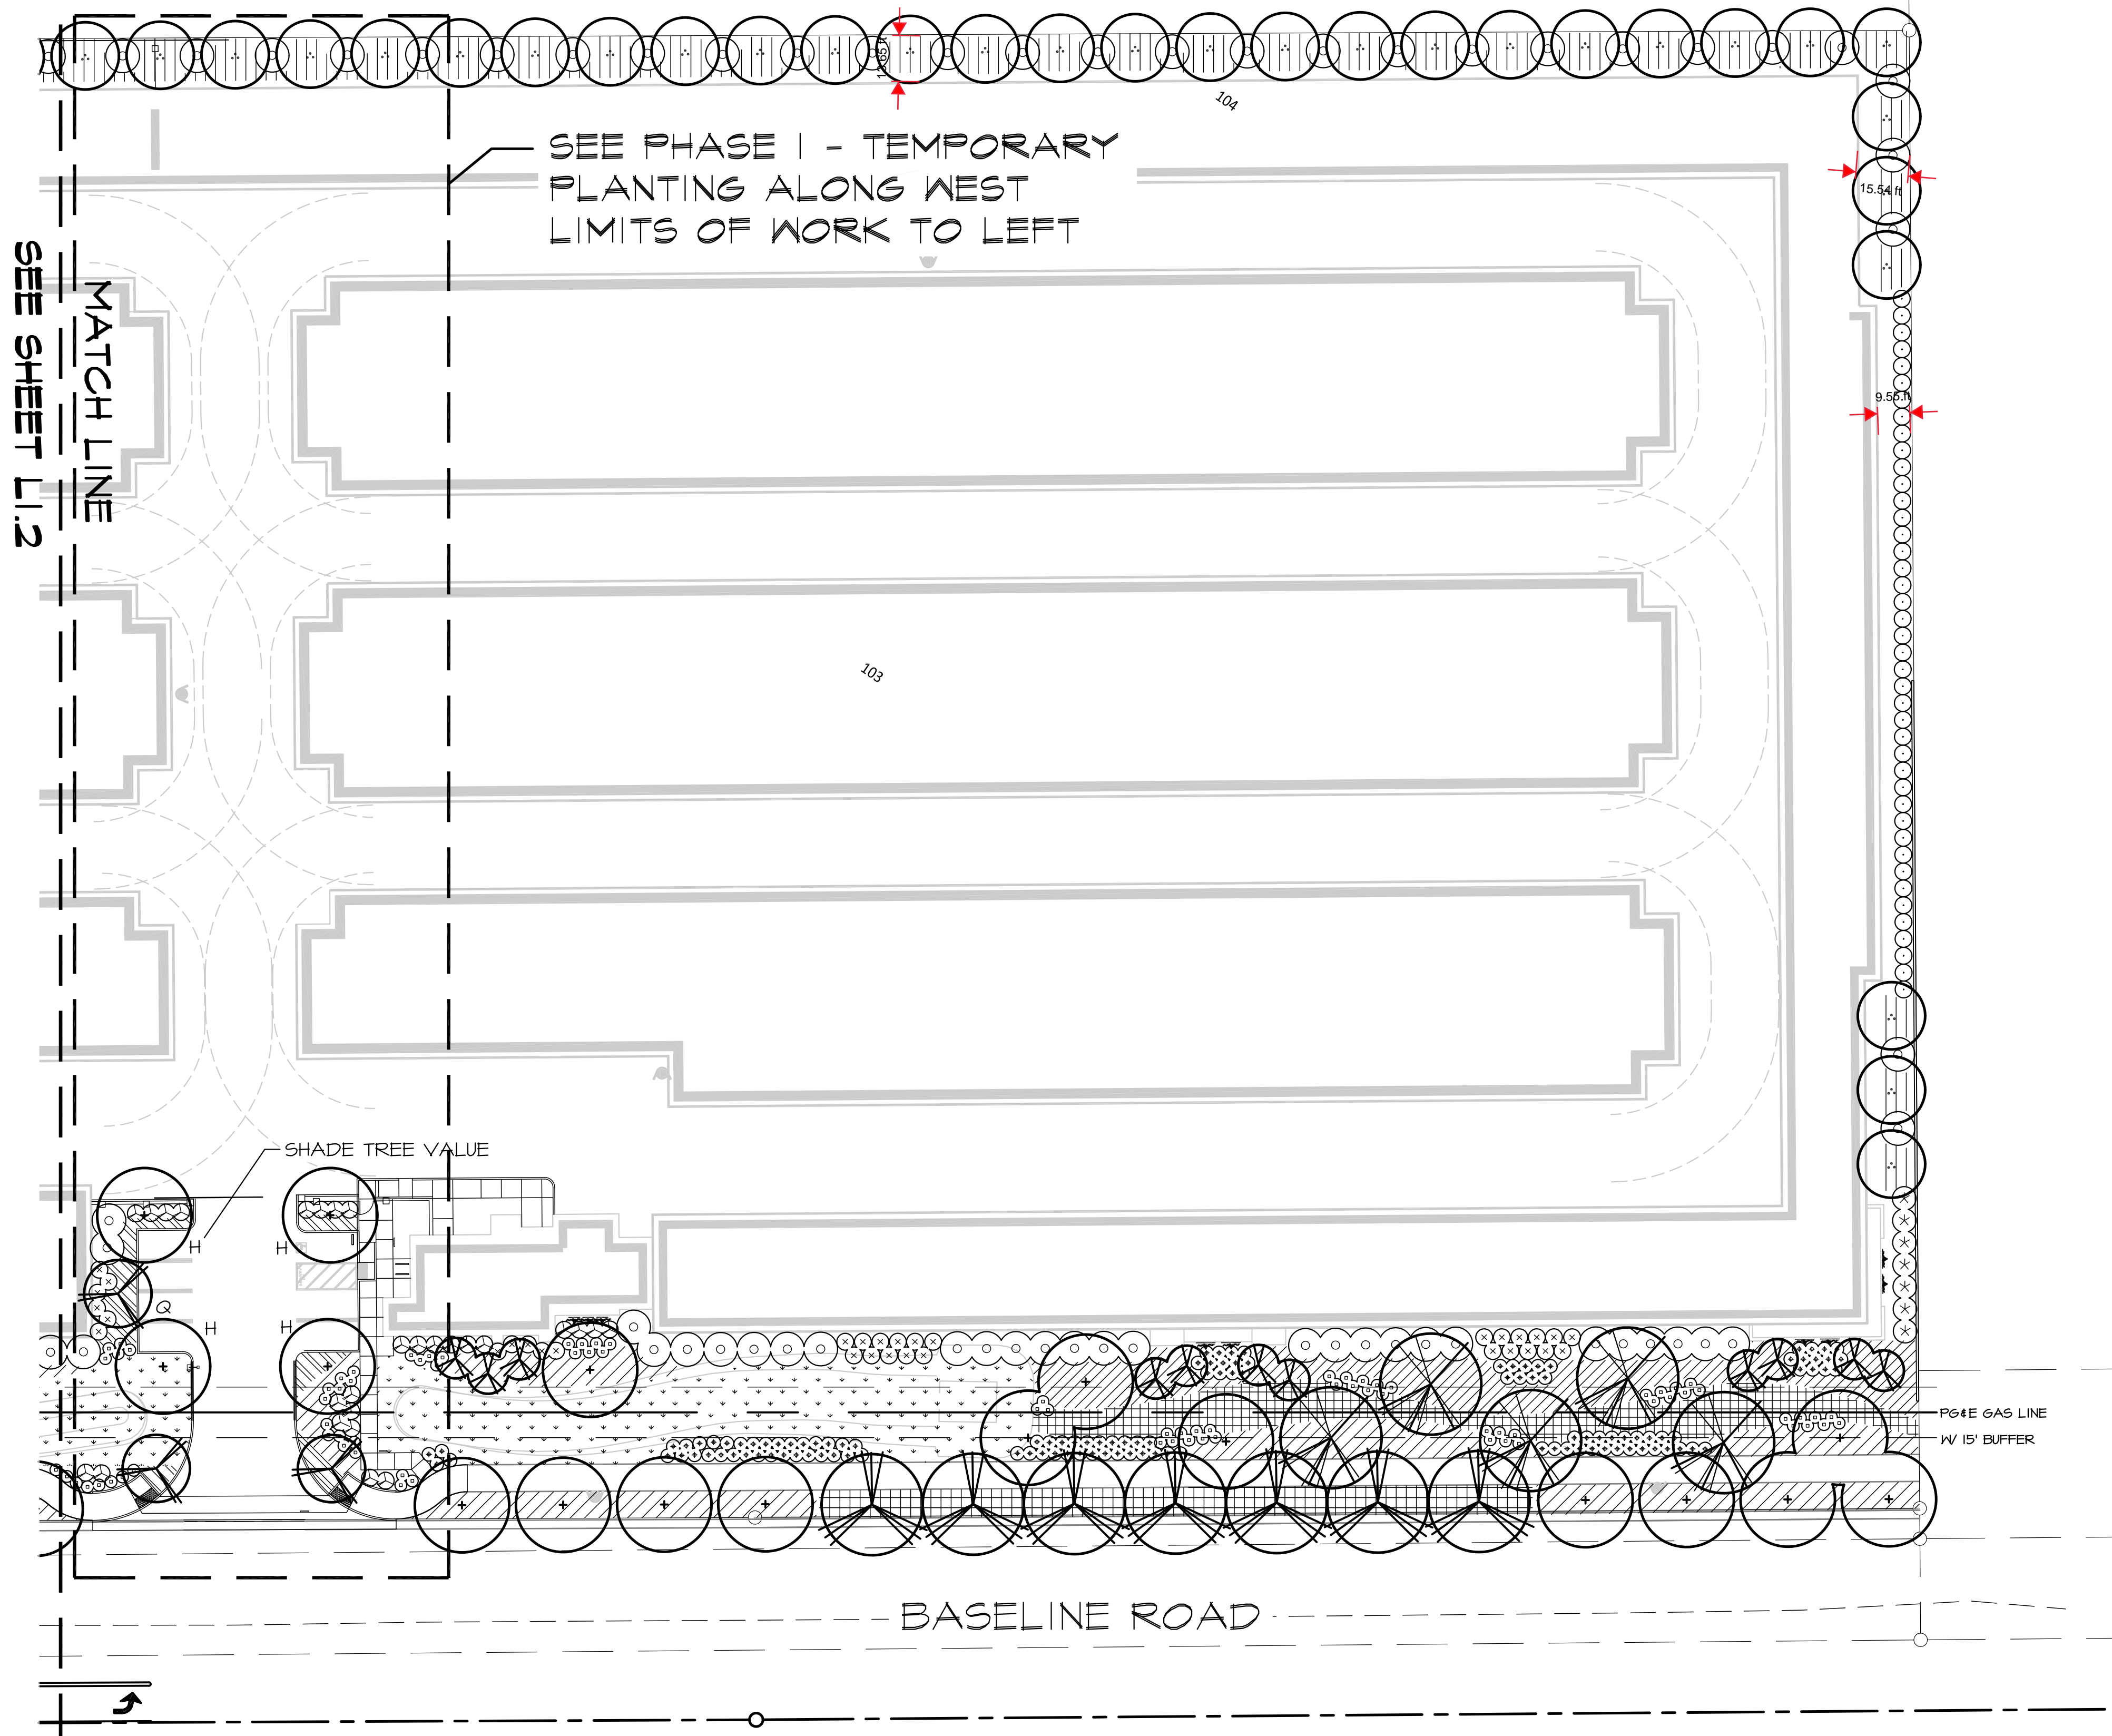 104
SEE PHASE 1 - TEMPORARY
PLANTING ALONG WEST
LIMITS OF WORK TO LEFT
15.54 ft
MATCH LINE
SEE SHEET L1.2
9.55 ft
103
SHADE TREE VALUE
H
H
Q
H
H
PG&E GAS LINE
W/ 15' BUFFER
BASELINE ROAD